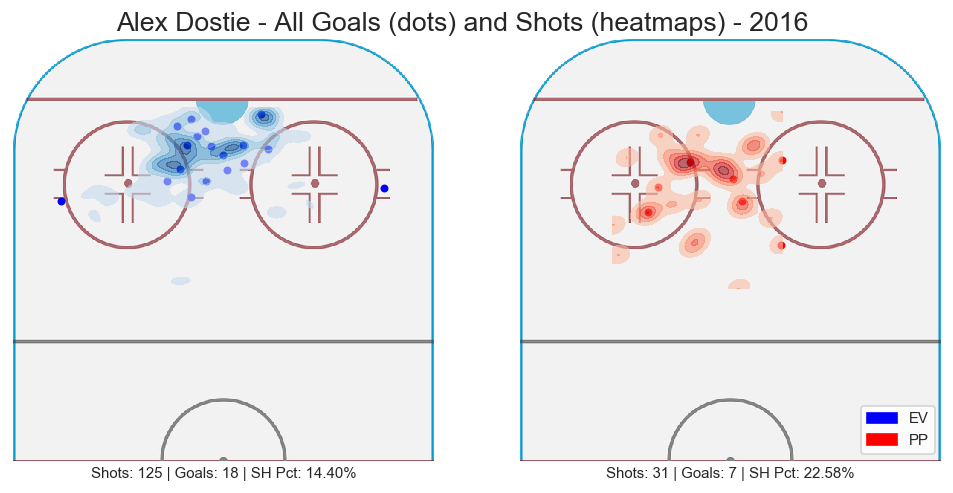 Alex Dostie - All Goals (dots) and Shots (heatmaps) - 2016
EV
PP
Shots: 125 | Goals: 18 | SH Pct: 14.40%
Shots: 31 | Goals: 7 | SH Pct: 22.58%